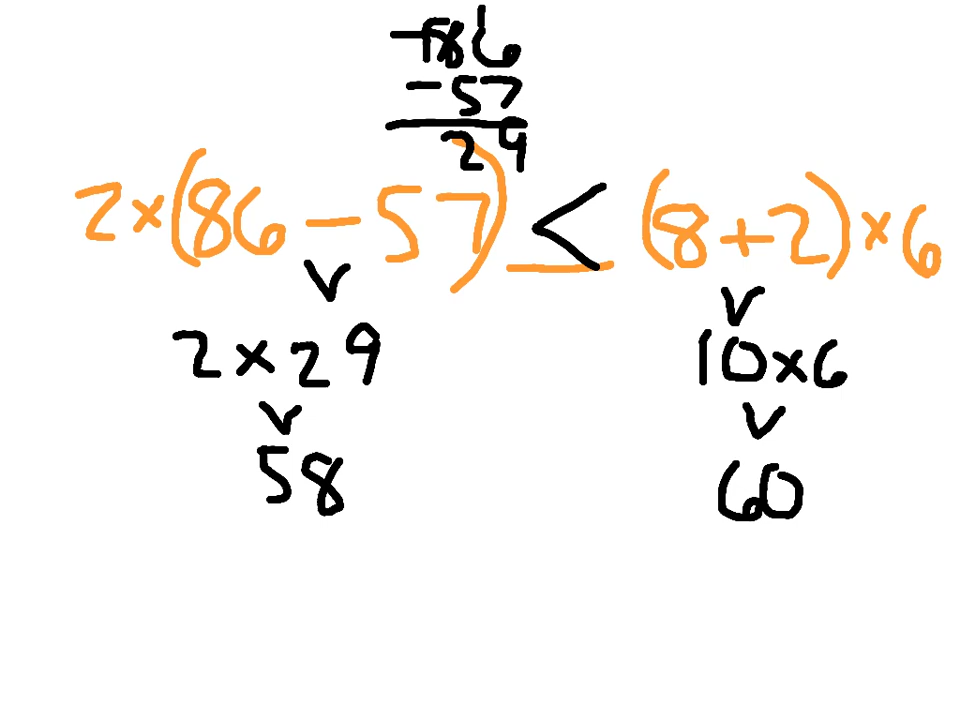 86
- 57
29
2 × (86 - 57) < (8 + 2) × 6
2 × 29 10 × 6
58 60